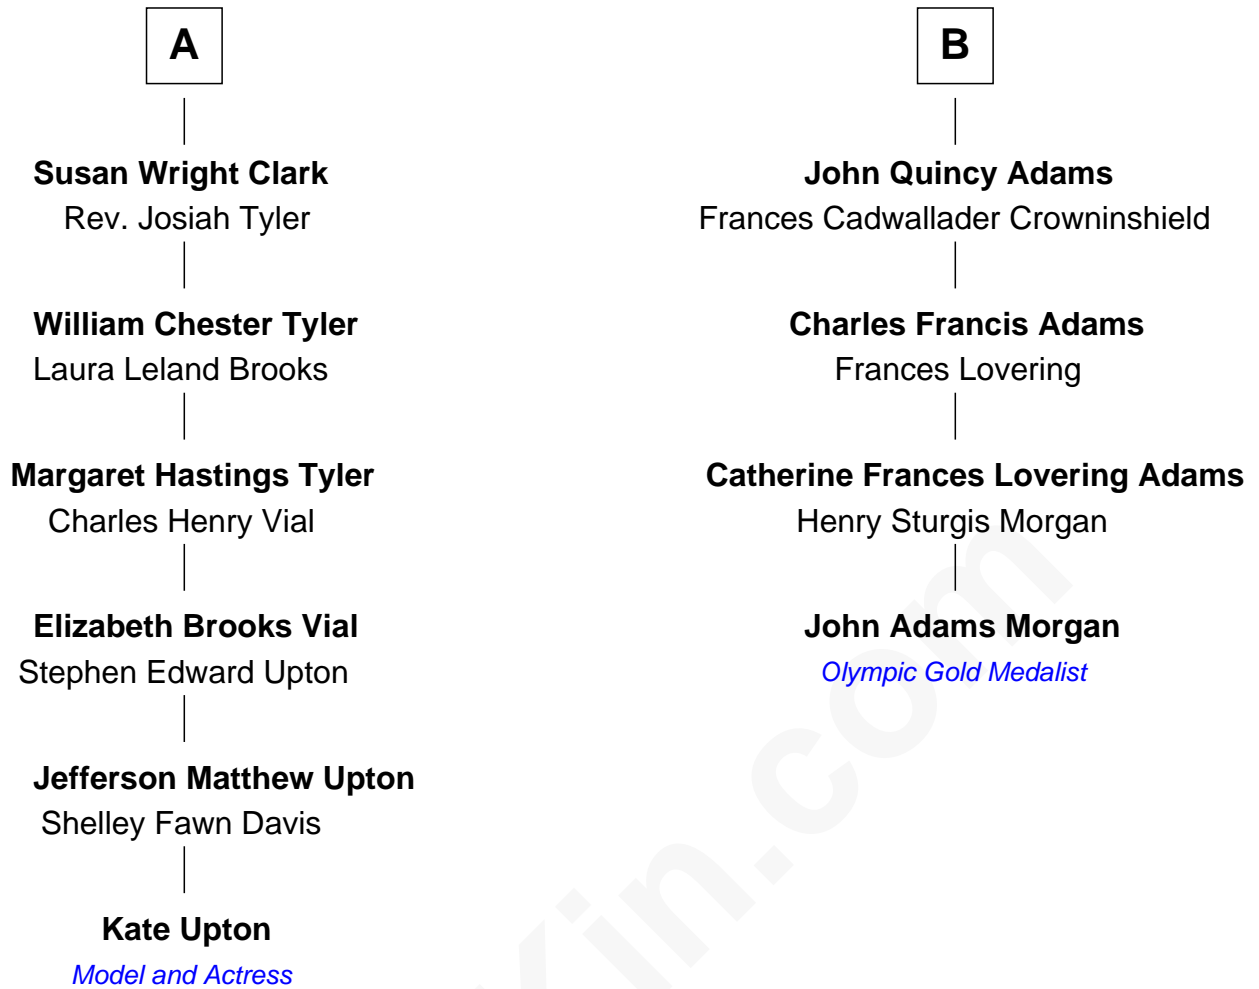 A
Susan Wright Clark
Rev. Josiah Tyler
William Chester Tyler
Laura Leland Brooks
Margaret Hastings Tyler
Charles Henry Vial
Elizabeth Brooks Vial
Stephen Edward Upton
Jefferson Matthew Upton
Shelley Fawn Davis
Kate Upton
Model and Actress
B
John Quincy Adams
Frances Cadwallader Crowninshield
Charles Francis Adams
Frances Lovering
Catherine Frances Lovering Adams
Henry Sturgis Morgan
John Adams Morgan
Olympic Gold Medalist
Kin.com